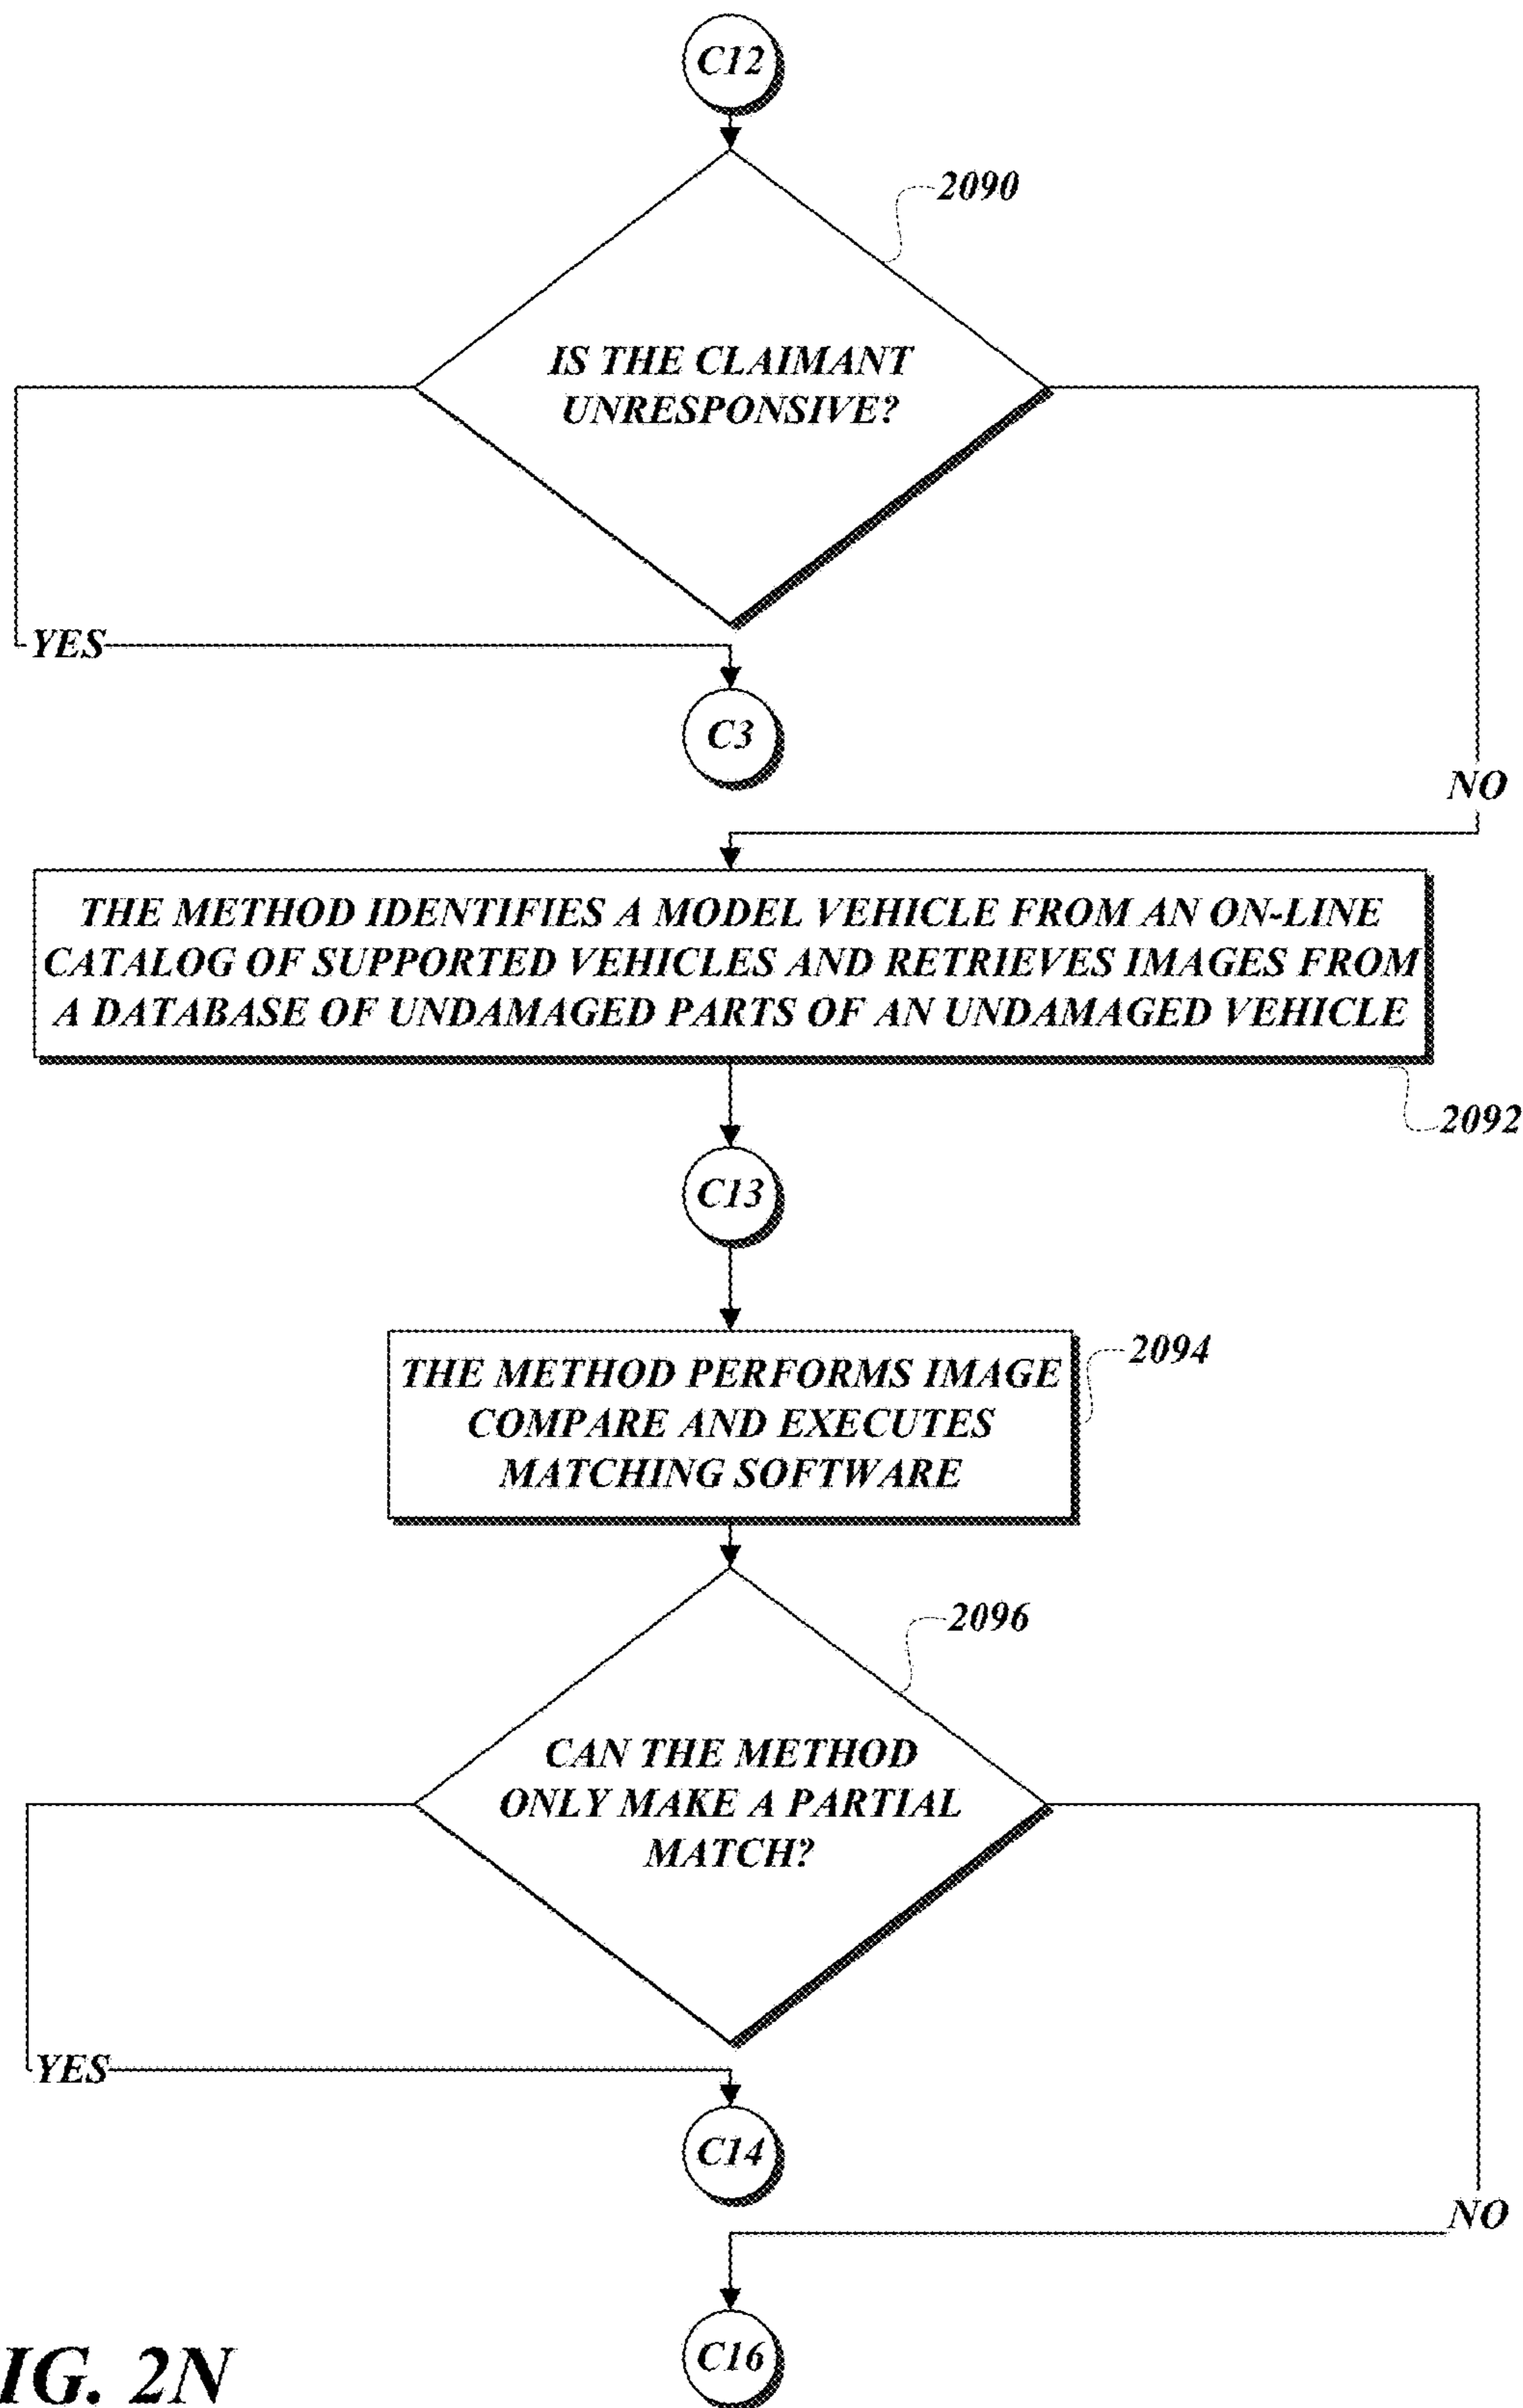 C12
2090
IS THE CLAIMANT
UNRESPONSIVE?
YES
C3
NO
THE METHOD IDENTIFIES A MODEL VEHICLE FROM AN ON-LINE
CATALOG OF SUPPORTED VEHICLES AND RETRIEVES IMAGES FROM
A DATABASE OF UNDAMAGED PARTS OF AN UNDAMAGED VEHICLE
2092
C13
2094
THE METHOD PERFORMS IMAGE
COMPARE AND EXECUTES
MATCHING SOFTWARE
2096
CAN THE METHOD
ONLY MAKE A PARTIAL
MATCH?
YES
C14
NO
C16
IG. 2N